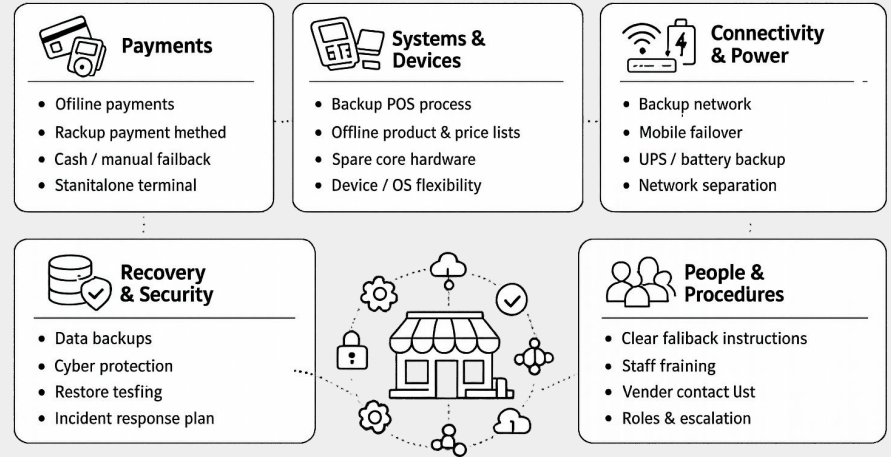 Payments
Ofiline payments
Rackup payment hethed
Cash / manual failback
Stanitalone terminal
Systems &
Devices
Backup POS process
Offline product & price lists
Spare core hardware
Device / OS flexibility
Connectivity
& Power
Backup network
Mobile failover
UPS / battery backup
Network separation
Recovery
& Security
Data backups
Cyber protection
Restore tesfing
Incident response plan
People &
Procedures
Clear faliback instructions
Staff fraining
Vender contact Ust
Roles & escalation